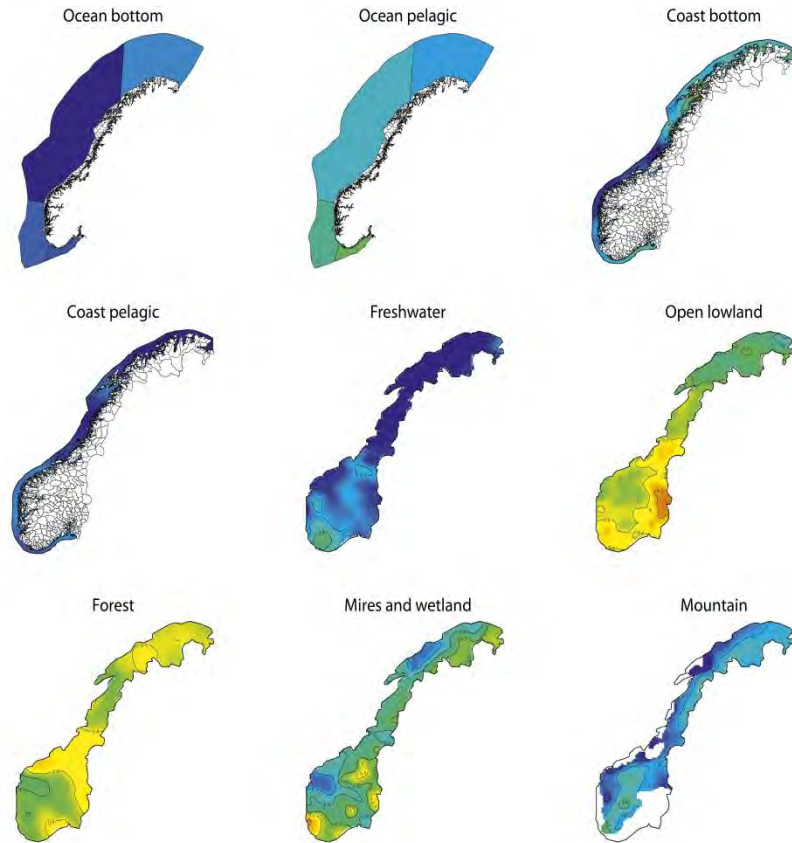 Ocean bottom
Ocean pelagic
Coast bottom
Coast pelagic
Freshwater
Open lowland
Forest
Mires and wetland
Mountain